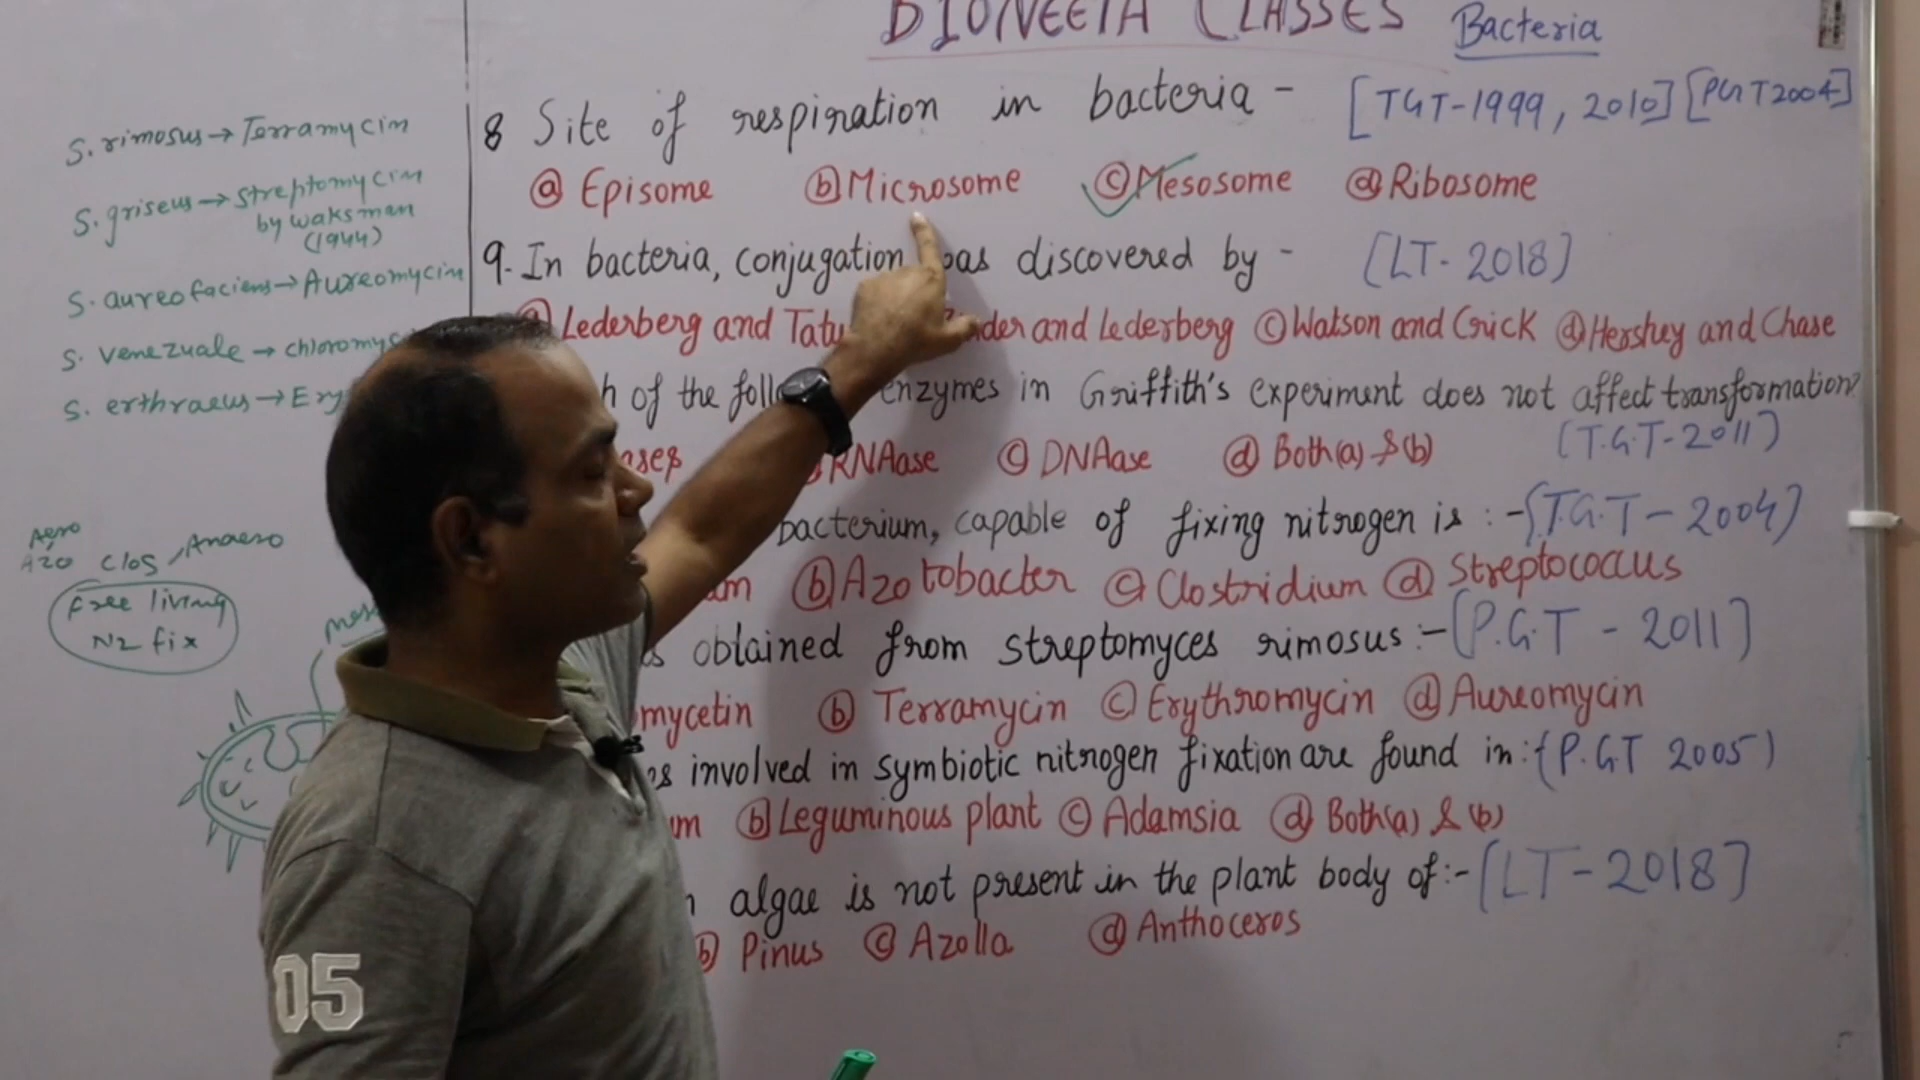 BIONEETA CLASSES Bacteria
8 Site of respiration in bacteria - [TGT-1999, 2010] [PGT 2004]
ⓐ Episome ⓑ Microsome ⓒ Mesosome ⓓ Ribosome
9. In bacteria, conjugation was discovered by - [LT-2018]
Lederberg and Tatu and Lederberg ⓒ Watson and Crick ⓓ Hershey and Chase
of the enzymes in Griffith's experiment does not affect transformation?
[T.G.T-2011]
RNAase ⓒ DNAase ⓓ Both(a) & (b)
bacterium, capable of fixing nitrogen is :- [T.G.T - 2004]
ⓑ Azotobacter ⓒ Clostridium ⓓ Streptococcus
obtained from streptomyces rimosus :- [P.G.T - 2011]
mycetin ⓑ Terramycin ⓒ Erythromycin ⓓ Aureomycin
involved in symbiotic nitrogen fixation are found in : [P.G.T 2005]
ⓑ Leguminous plant ⓒ Adamsia ⓓ Both(a) & (b)
algae is not present in the plant body of :- [LT-2018]
ⓑ Pinus ⓒ Azolla ⓓ Anthoceros
S. rimosus → Terramycin
S. griseus → Streptomycin
by Waksman
(1944)
S. aureofaciens → Aureomycin
S. venezuale → chloromyc
S. erthraeus → Ery
Aero
Azo Clos Anaero
Free living
N2 fix
05